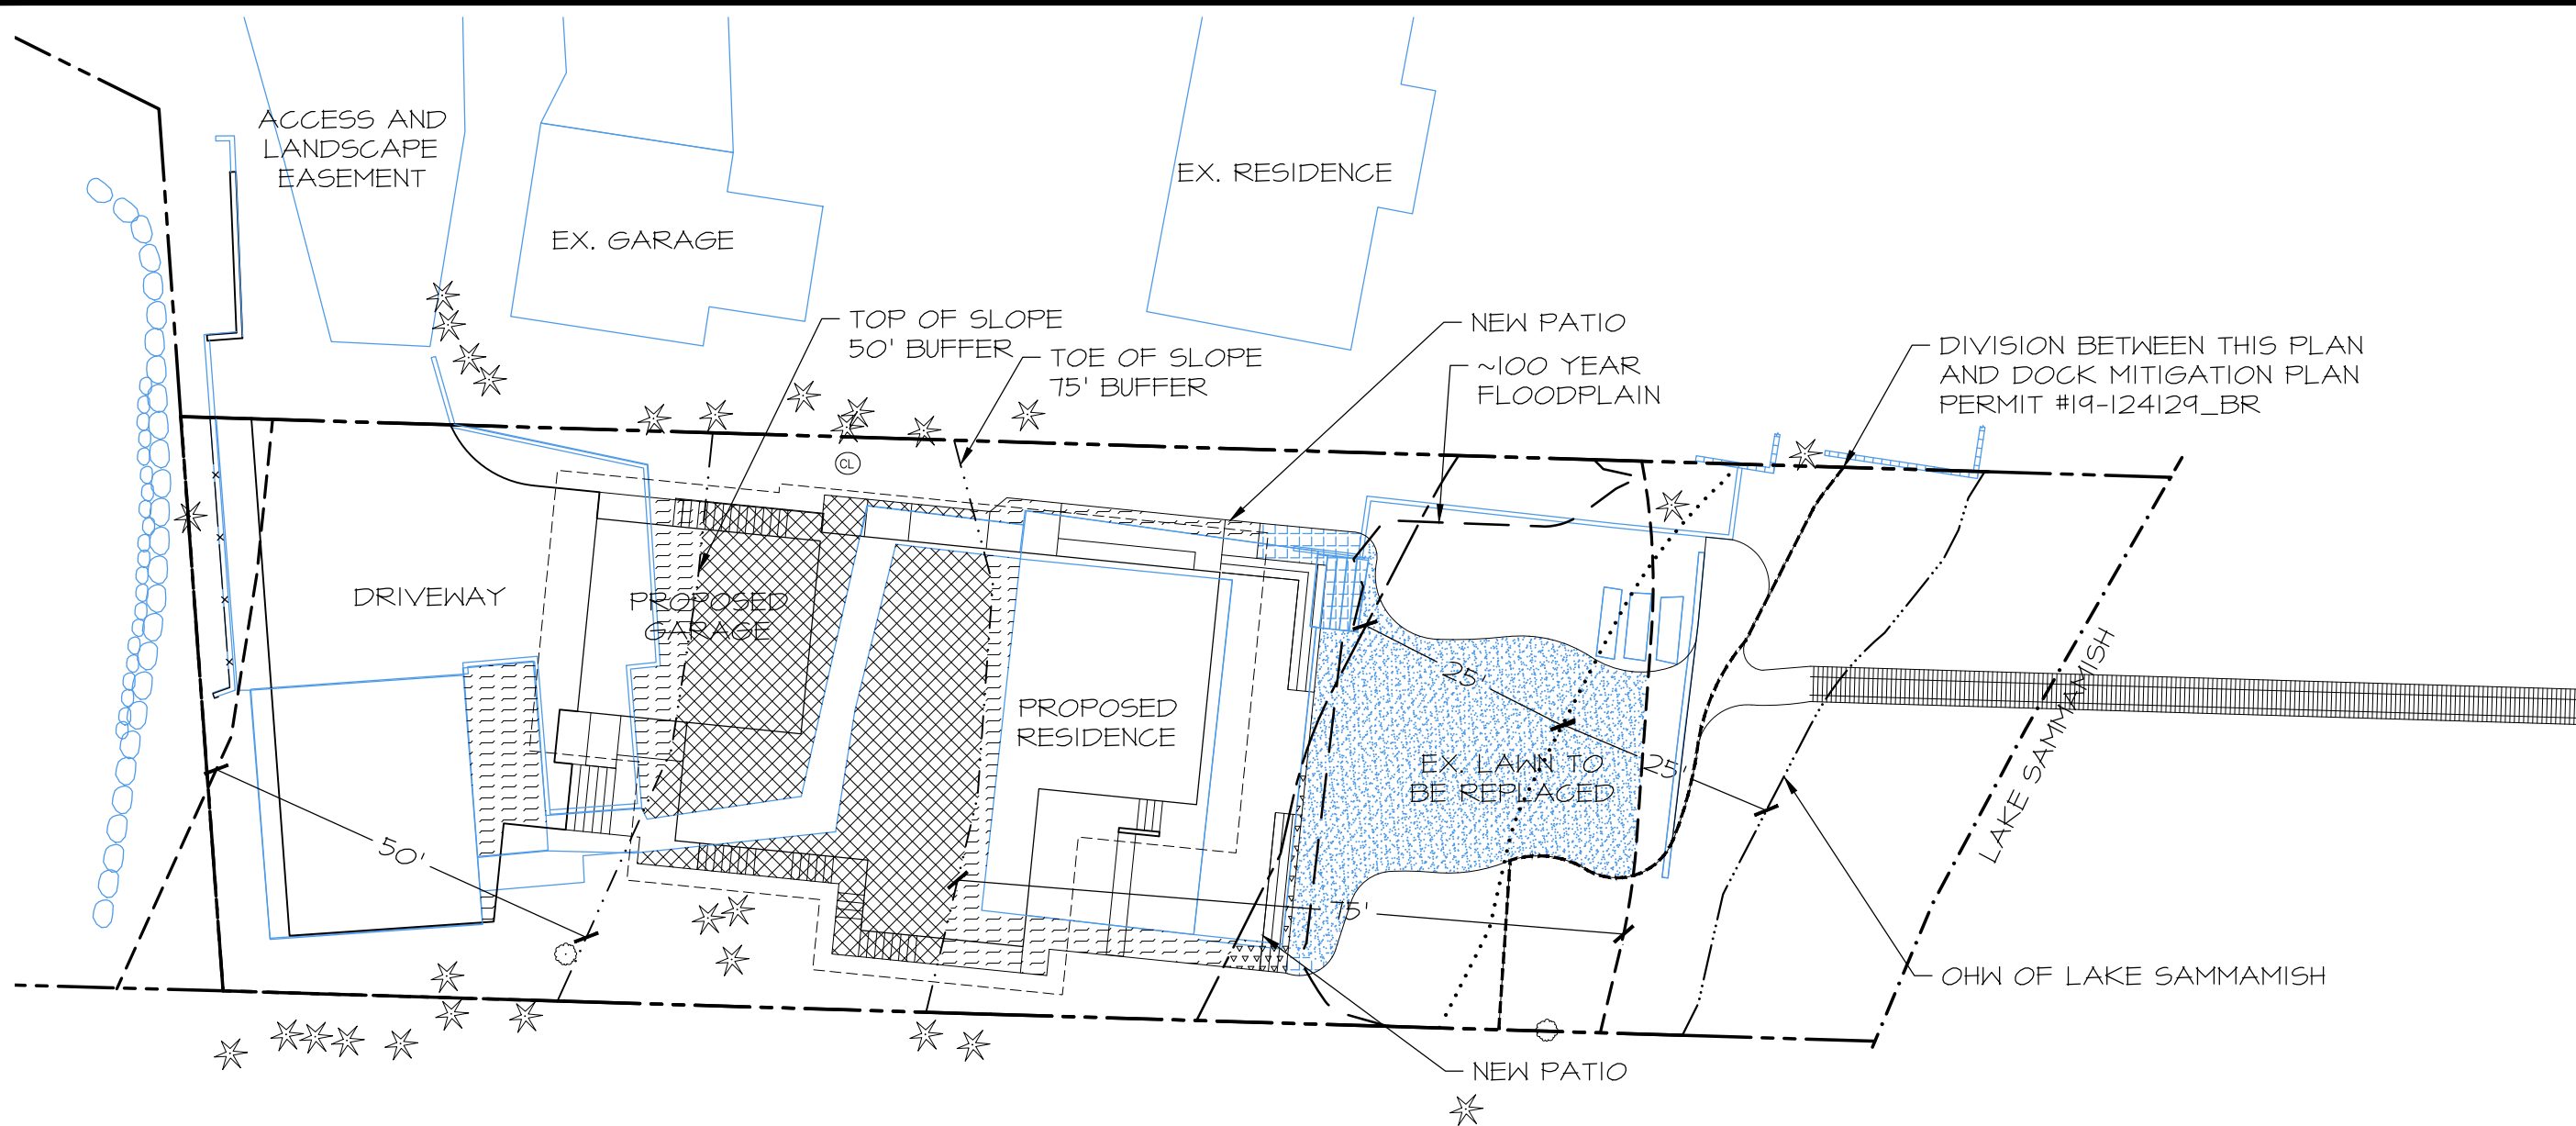 ACCESS AND
LANDSCAPE
EASEMENT
EX. GARAGE
EX. RESIDENCE
TOP OF SLOPE
50' BUFFER
TOE OF SLOPE
75' BUFFER
NEW PATIO
~100 YEAR
FLOODPLAIN
DIVISION BETWEEN THIS PLAN
AND DOCK MITIGATION PLAN
PERMIT #19-124129_BR
CL
DRIVEWAY
PROPOSED
GARAGE
PROPOSED
RESIDENCE
25'
25'
EX. LAWN TO
BE REPLACED
LAKE SAMMAMISH
50'
75'
OHW OF LAKE SAMMAMISH
NEW PATIO